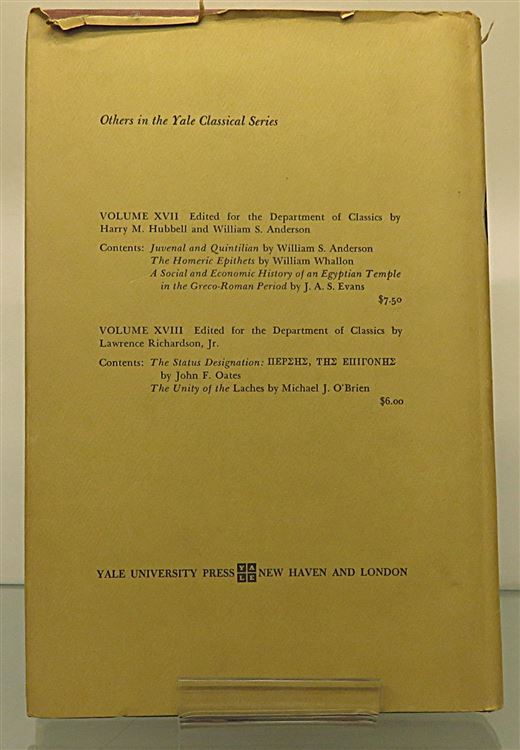 Others in the Yale Classical Series
VOLUME XVII Edited for the Department of Classics by
Harry M. Hubbell and William S. Anderson
Contents: Juvenal and Quintilian by William S. Anderson
The Homeric Epithets by William Whallon
A Social and Economic History of an Egyptian Temple
in the Greco-Roman Period by J. A. S. Evans
$7.50
VOLUME XVIII Edited for the Department of Classics by
Lawrence Richardson, Jr.
Contents: The Status Designation: ΠΕΡΣΗΣ, ΤΗΣ ΕΠΙΓΟΝΗΣ
by John F. Oates
The Unity of the Laches by Michael J. O'Brien
$6.00
YALE UNIVERSITY PRESS YALE NEW HAVEN AND LONDON